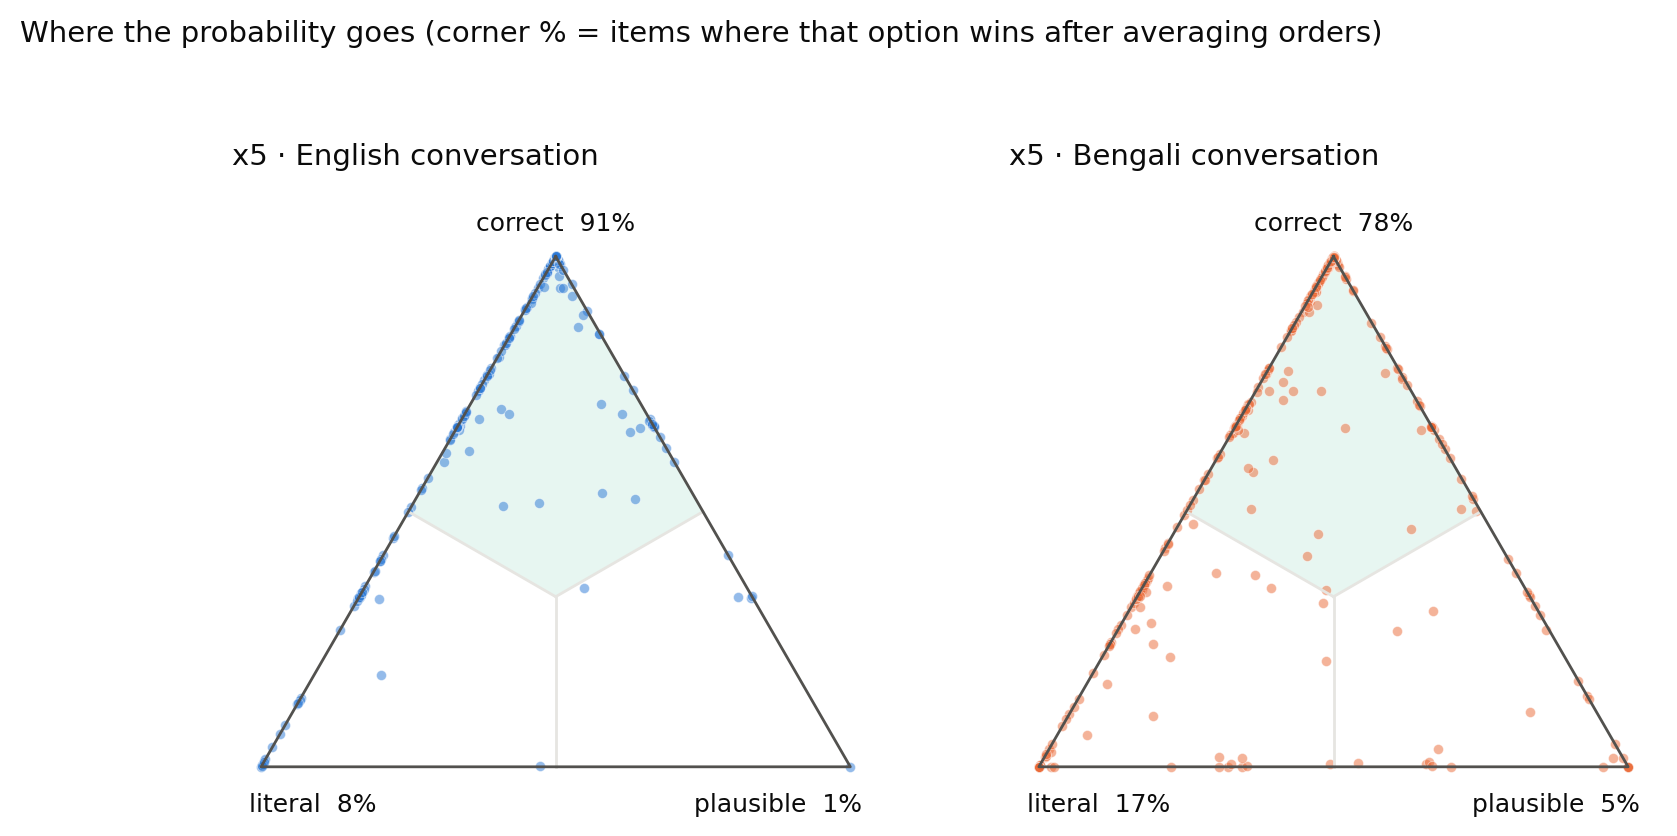 Where the probability goes (corner % = items where that option wins after averaging orders)
x5 · English conversation
x5 · Bengali conversation
correct  91%
correct  78%
literal  8%
plausible  1%
literal  17%
plausible  5%